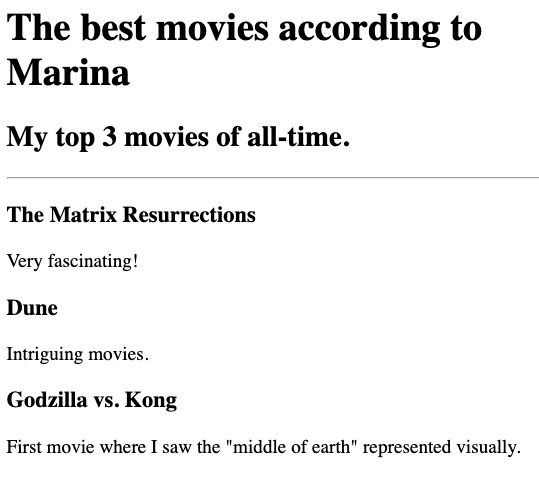 The best movies according to
Marina
My top 3 movies of all-time.
The Matrix Resurrections
Very fascinating!
Dune
Intriguing movies.
Godzilla vs. Kong
First movie where I saw the "middle of earth" represented visually.